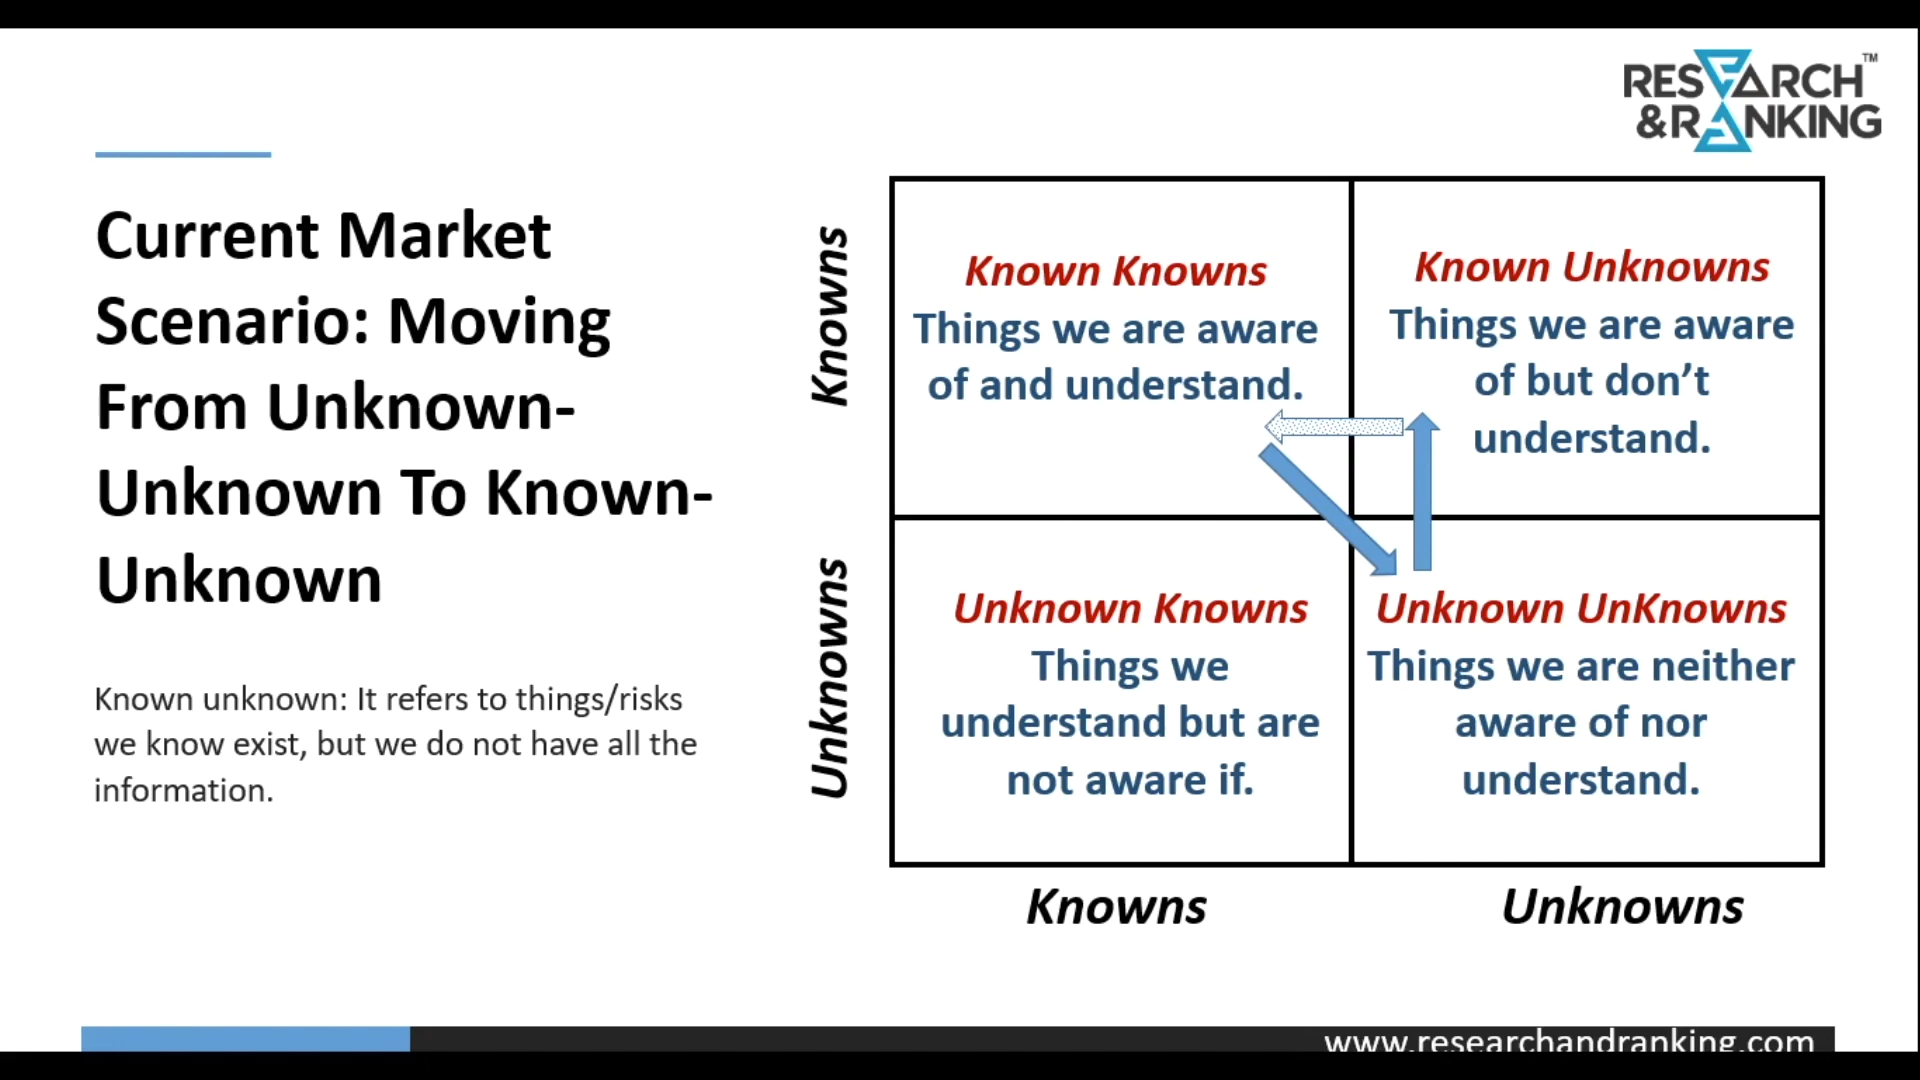 RESEARCH™
&RANKING
Current Market
Scenario: Moving
From Unknown-
Unknown To Known-
Unknown
Known unknown: It refers to things/risks
we know exist, but we do not have all the
information.
Knowns
Unknowns
Known Knowns
Things we are aware
of and understand.
Known Unknowns
Things we are aware
of but don’t
understand.
Unknown Knowns
Things we
understand but are
not aware if.
Unknown UnKnowns
Things we are neither
aware of nor
understand.
Knowns
Unknowns
www.researchandranking.com